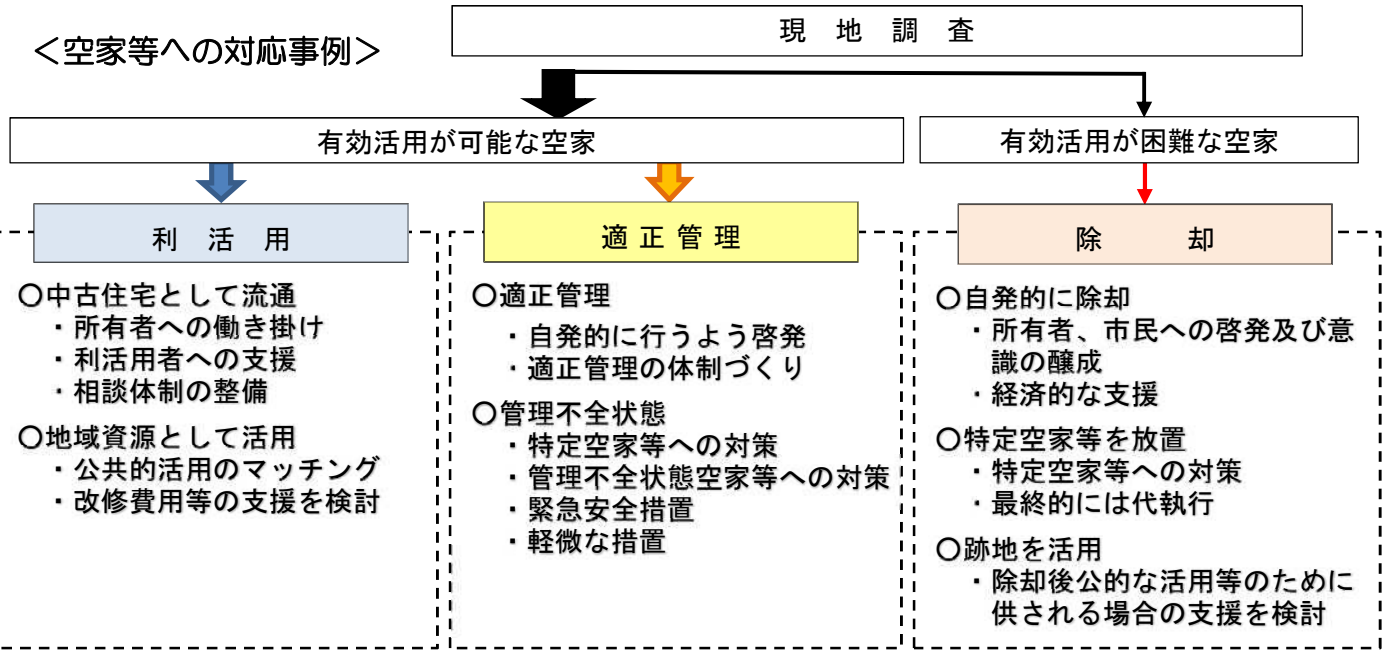 ＜空家等への対応事例＞
現地調査
有効活用が可能な空家
有効活用が困難な空家
利活用
〇中古住宅として流通
・所有者への働き掛け
・利活用者への支援
・相談体制の整備
〇地域資源として活用
・公共的活用のマッチング
・改修費用等の支援を検討
適正管理
〇適正管理
・自発的に行うよう啓発
・適正管理の体制づくり
〇管理不全状態
・特定空家等への対策
・管理不全状態空家等への対策
・緊急安全措置
・軽微な措置
除却
〇自発的に除却
・所有者、市民への啓発及び意
識の醸成
・経済的な支援
〇特定空家等を放置
・特定空家等への対策
・最終的には代執行
〇跡地を活用
・除却後公的な活用等のために
供される場合の支援を検討